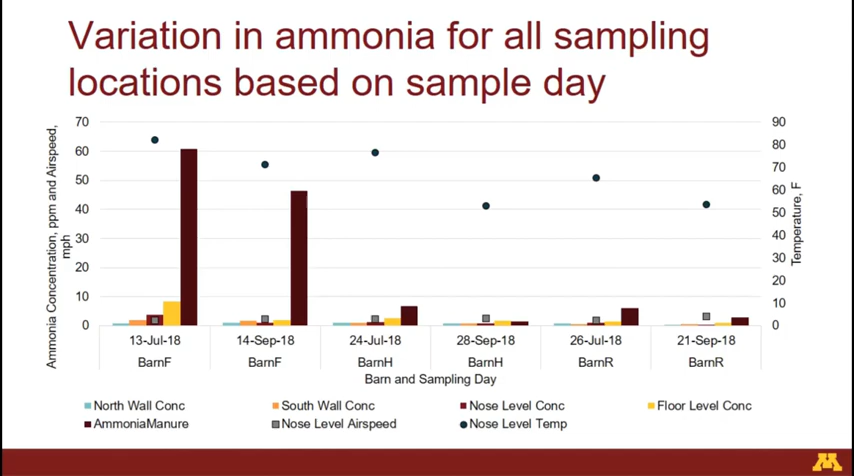 Variation in ammonia for all sampling
locations based on sample day
Ammonia Concentration, ppm and Airspeed,
mph
70
60
50
40
30
20
10
0
90
80
70
60
50
40
30
20
10
0
Temperature, F
13-Jul-18
14-Sep-18
24-Jul-18
28-Sep-18
26-Jul-18
21-Sep-18
BarnF
BarnF
BarnH
BarnH
BarnR
BarnR
Barn and Sampling Day
North Wall Conc
South Wall Conc
Nose Level Conc
Floor Level Conc
AmmoniaManure
Nose Level Airspeed
Nose Level Temp
M